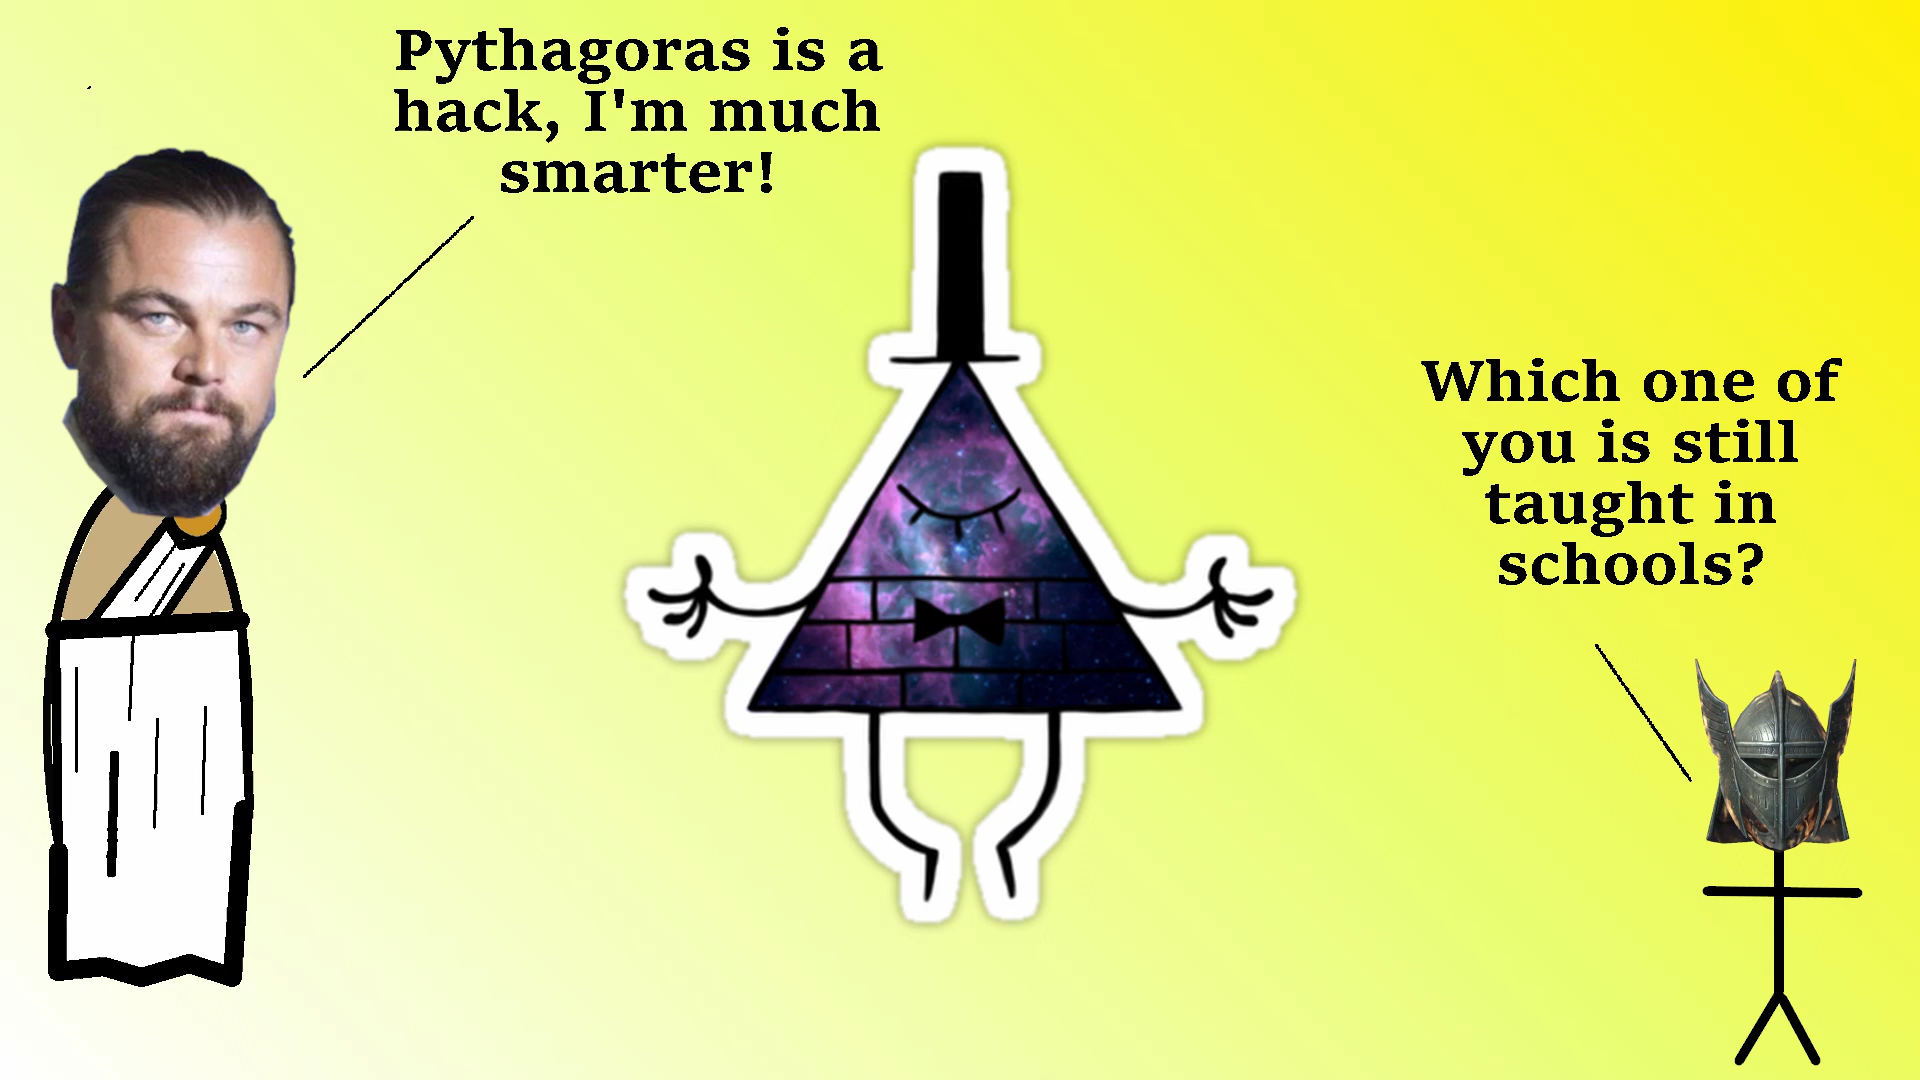 Pythagoras is a
hack, I'm much
smarter!
Which one of
you is still
taught in
schools?